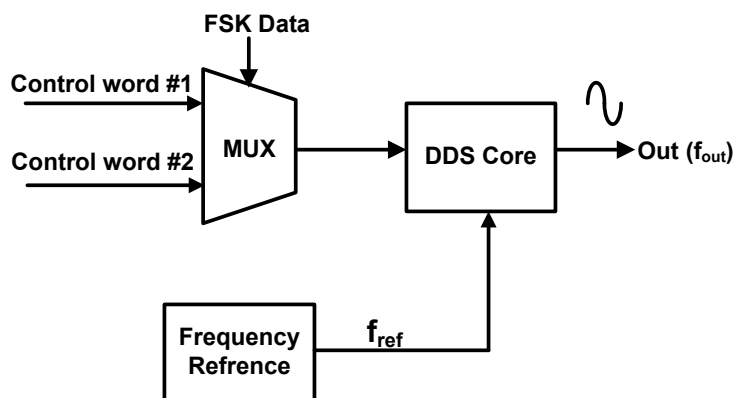 FSK Data
Control word #1
Control word #2
MUX
DDS Core
Out (fout)
Frequency
Refrence
fref